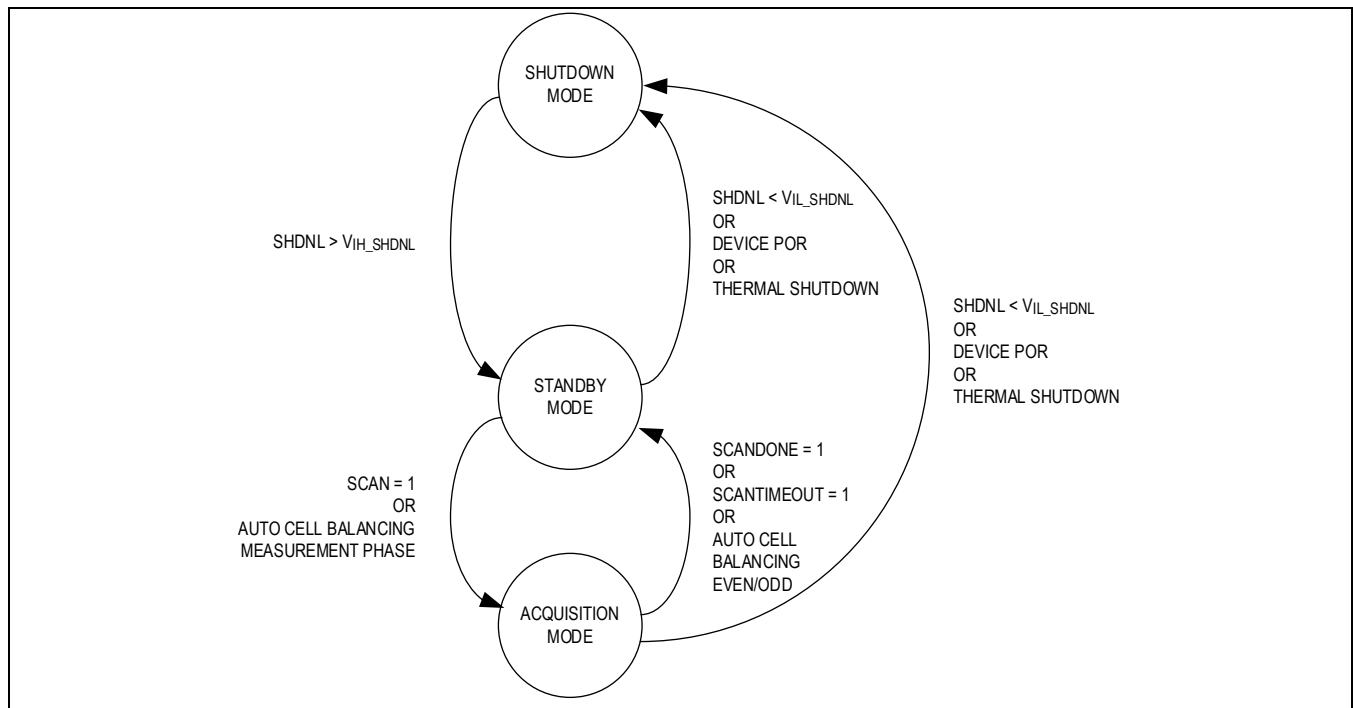 SHUTDOWN
MODE
SHDNL > VIH_SHDNL
SHDNL < VIL_SHDNL
OR
DEVICE POR
OR
THERMAL SHUTDOWN
SHDNL < VIL_SHDNL
OR
DEVICE POR
OR
THERMAL SHUTDOWN
STANDBY
MODE
SCAN = 1
OR
AUTO CELL BALANCING
MEASUREMENT PHASE
SCANDONE = 1
OR
SCANTIMEOUT = 1
OR
AUTO CELL
BALANCING
EVEN/ODD
ACQUISITION
MODE